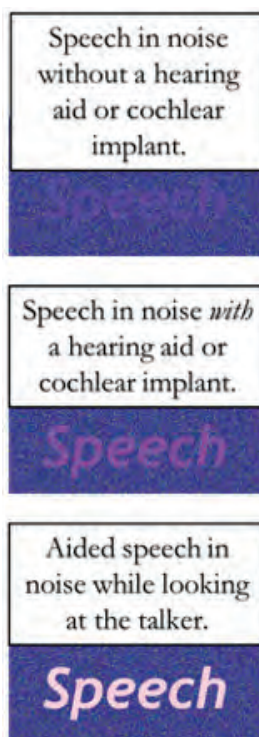 Speech in noise
without a hearing
aid or cochlear
implant.
Speech
Speech in noise with
a hearing aid or
cochlear implant.
Speech
Aided speech in
noise while looking
at the talker.
Speech